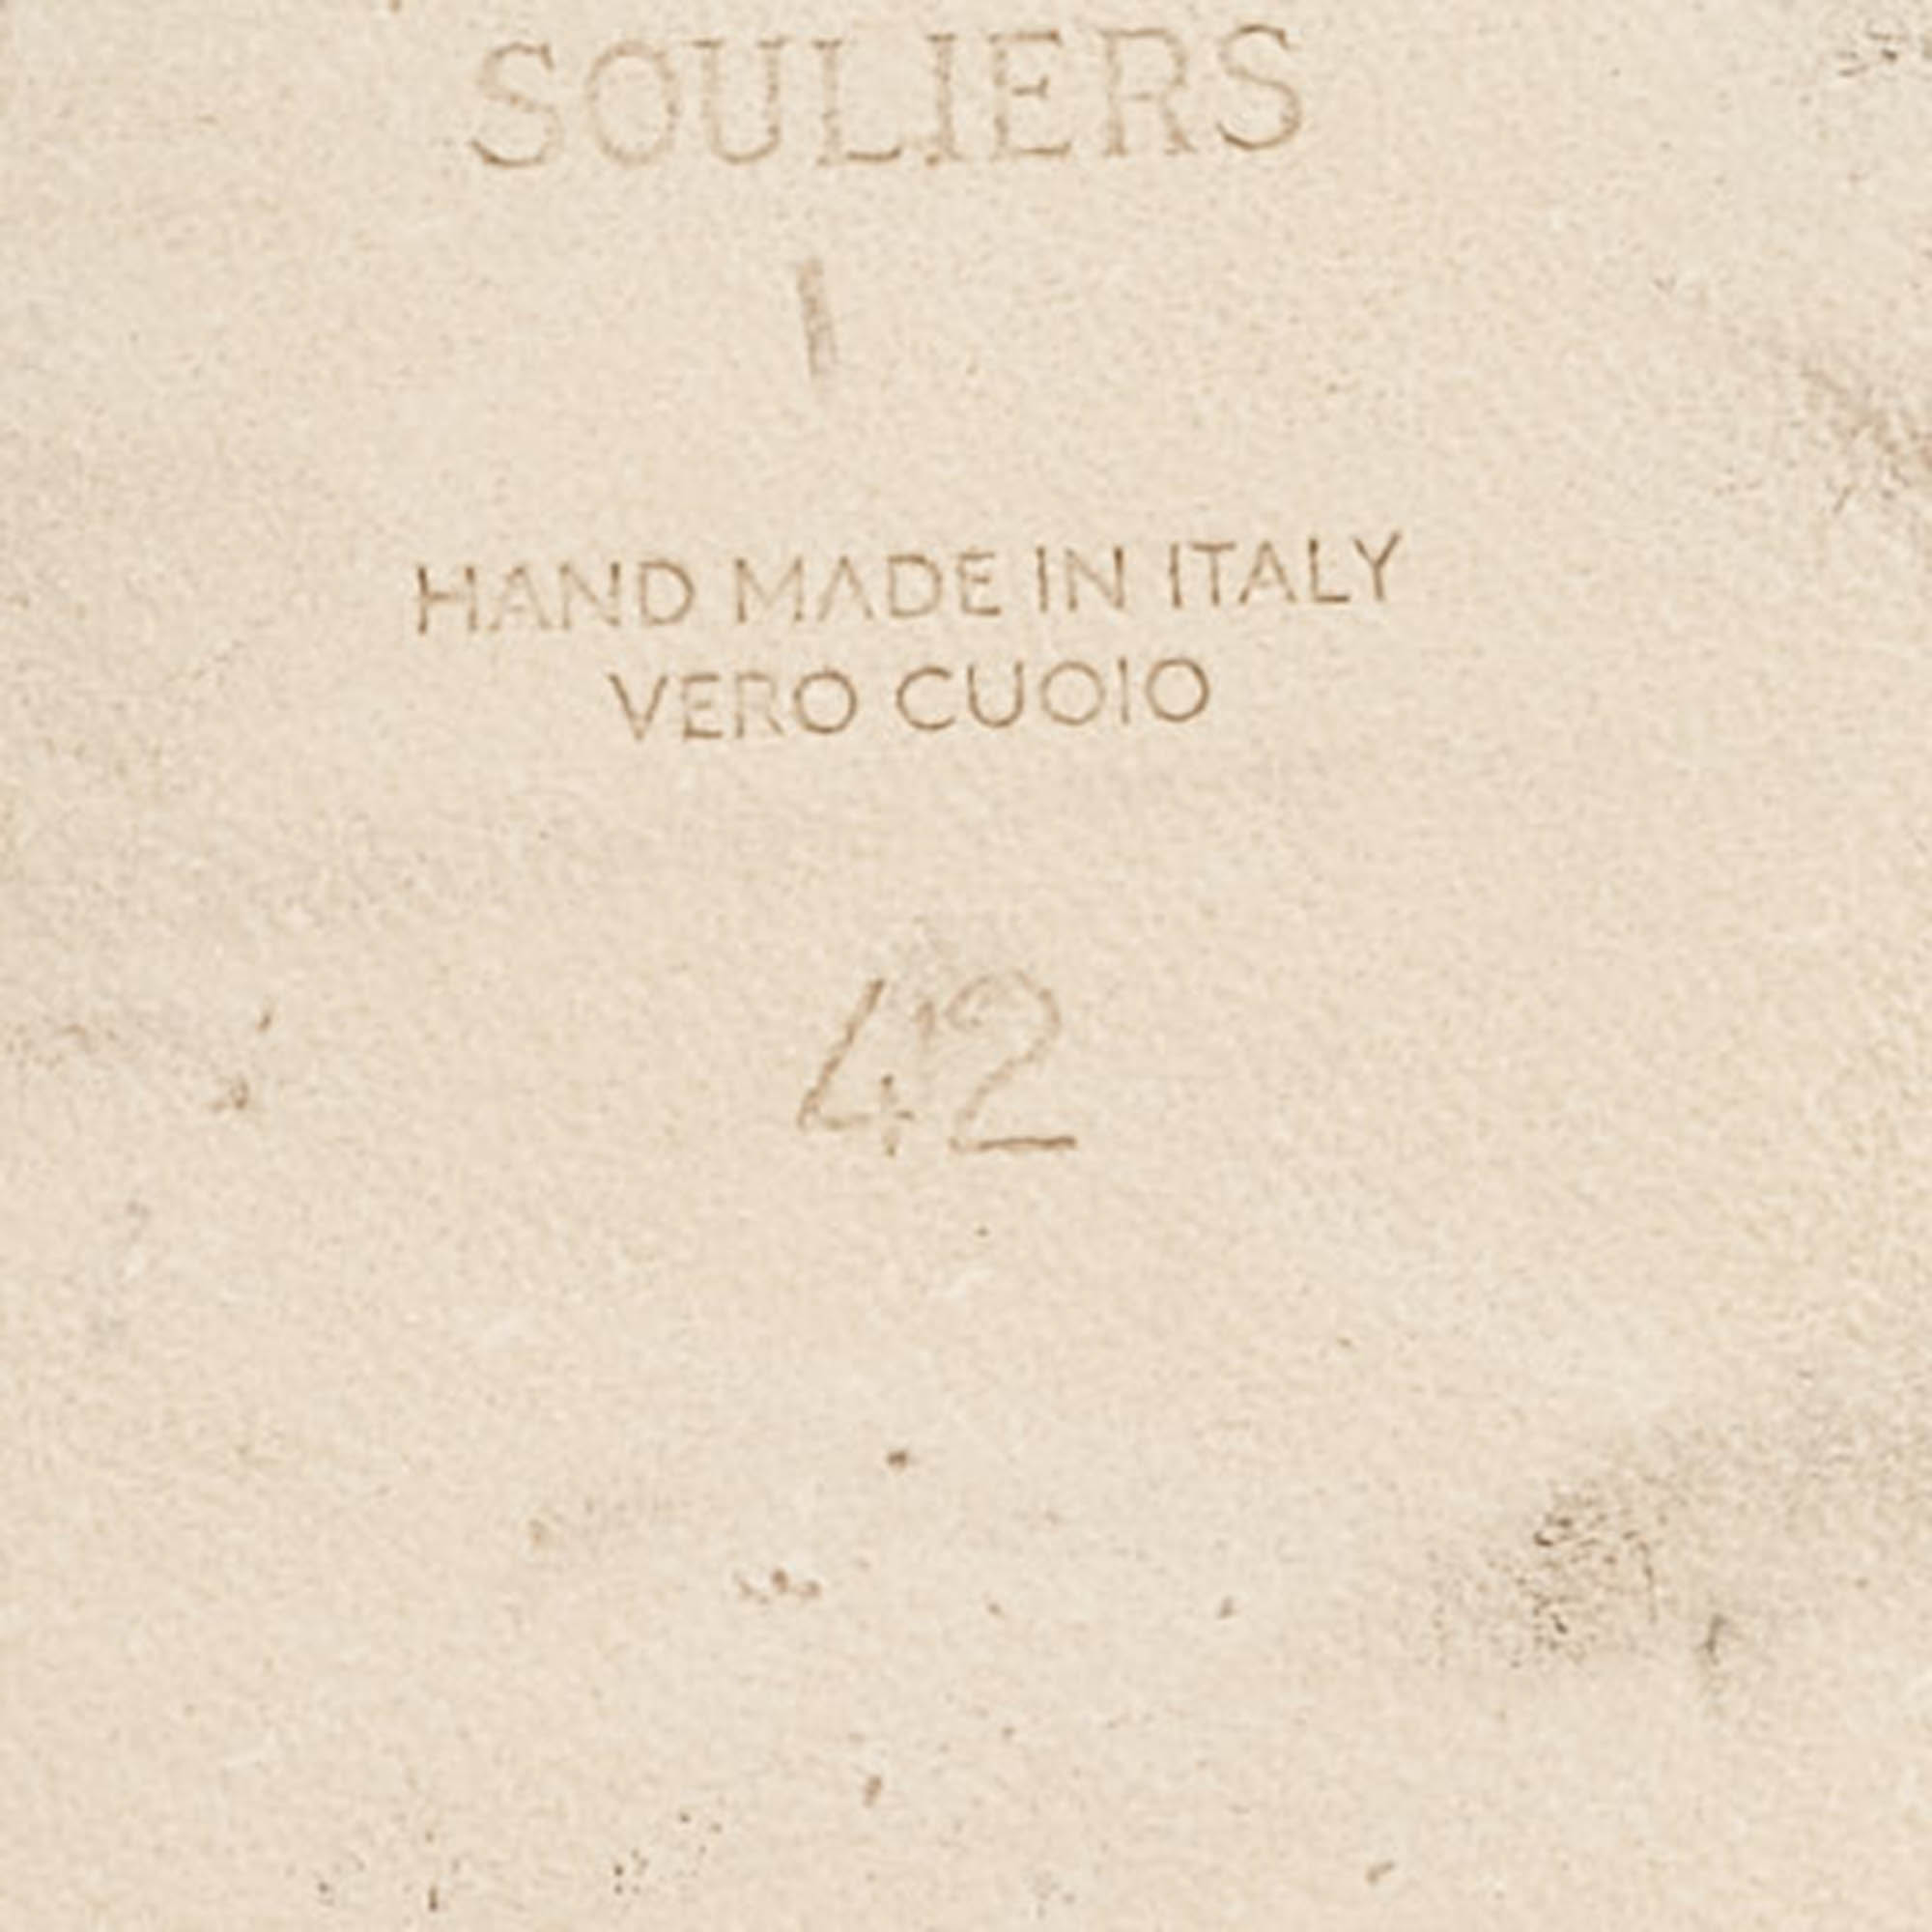 SOULIERS
HAND MADE IN ITALY
VERO CUOIO
42